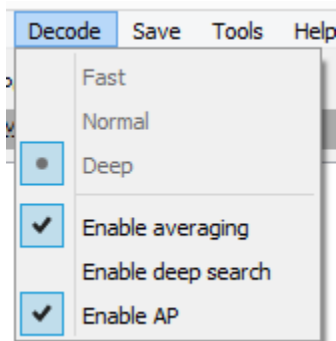 Decode Save Tools Help
Fast
Normal
Deep
Enable averaging
Enable deep search
Enable AP